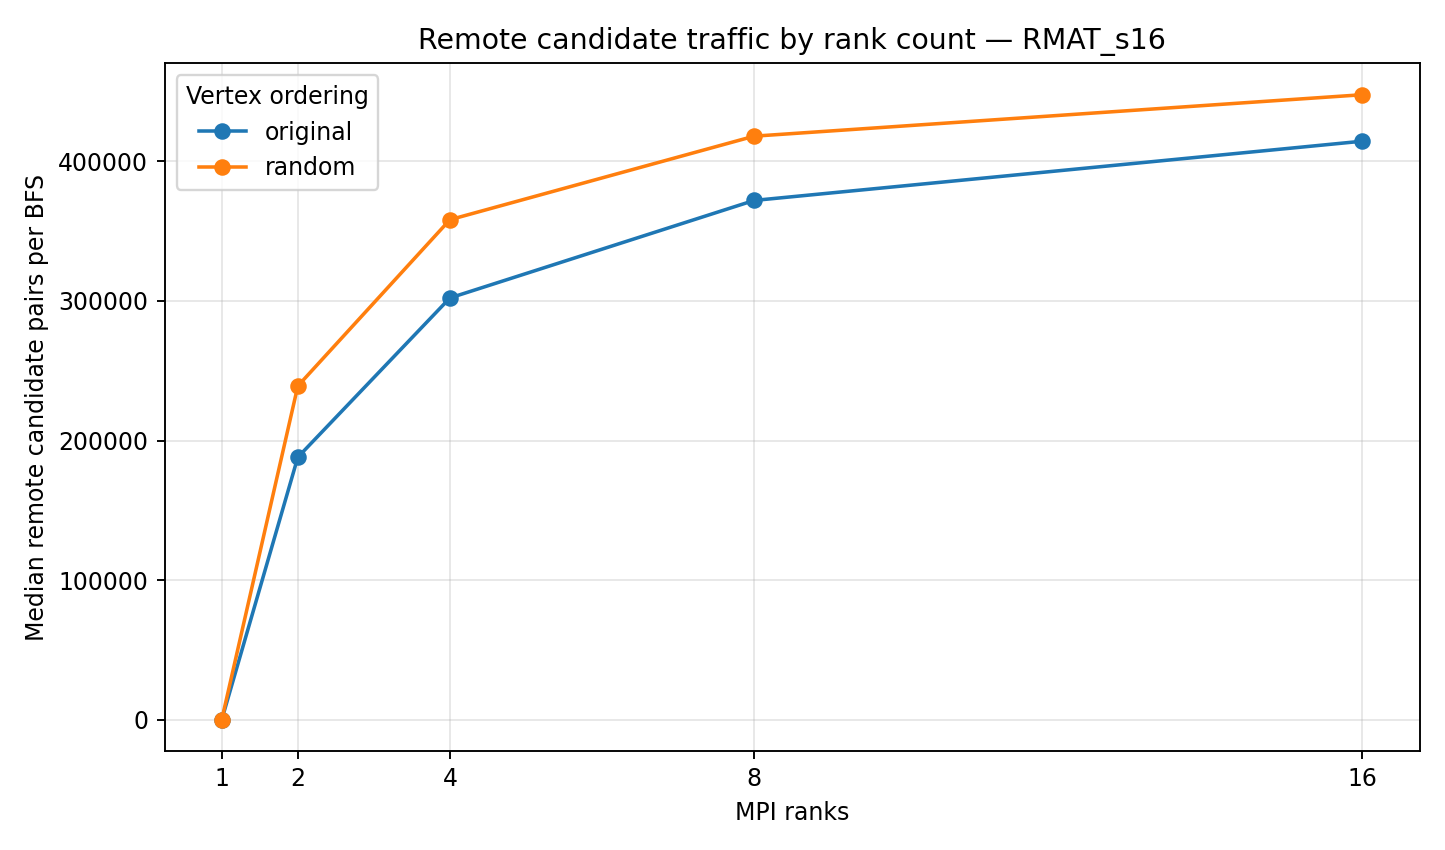 Remote candidate traffic by rank count — RMAT_s16
Vertex ordering
original
random
Median remote candidate pairs per BFS
400000
300000
200000
100000
0
1 2 4 8 16
MPI ranks